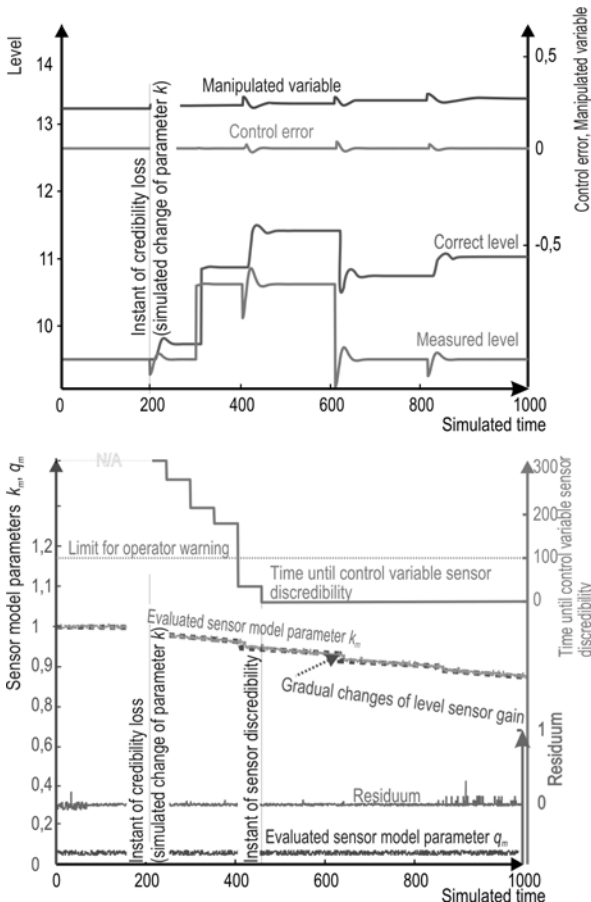 Level
14
13
12
11
10
0,5
0
-0,5
Control error, Manipulated variable
Manipulated variable
Control error
Instant of credibility loss
(simulated change of parameter k)
Correct level
Measured level
0
200
400
600
800
1000
Simulated time
N/A
Sensor model parameters km, qm
1,2
1,1
1
0,9
0,8
0,6
0,4
0,2
0
300
200
100
0
Time until control variable sensor
discredibility
Limit for operator warning
Time until control variable sensor
discredibility
Evaluated sensor model parameter km
Gradual changes of level sensor gain
1
0
Residuum
Residuum
Instant of credibility loss
(simulated change of parameter k)
Instant of sensor discredibility
Evaluated sensor model parameter qm
0
200
400
600
800
1000
Simulated time